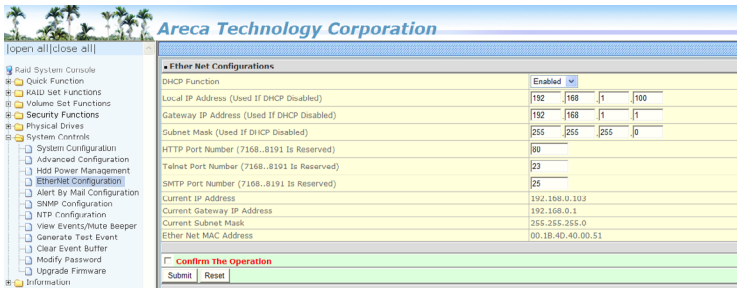 Areca Technology Corporation
|open all|close all|
Raid System Console
Quick Function
RAID Set Functions
Volume Set Functions
Security Functions
Physical Drives
System Controls
System Configuration
Advanced Configuration
Hdd Power Management
EtherNet Configuration
Alert By Mail Configuration
SNMP Configuration
NTP Configuration
View Events/Mute Beeper
Generate Test Event
Clear Event Buffer
Modify Password
Upgrade Firmware
Information
Ether Net Configurations
DHCP Function Enabled
Local IP Address (Used If DHCP Disabled) 192 .168 .1 .100
Gateway IP Address (Used If DHCP Disabled) 192 .168 .1 .1
Subnet Mask (Used If DHCP Disabled) 255 .255 .255 .0
HTTP Port Number (7168..8191 Is Reserved) 80
Telnet Port Number (7168..8191 Is Reserved) 23
SMTP Port Number (7168..8191 Is Reserved) 25
Current IP Address 192.168.0.103
Current Gateway IP Address 192.168.0.1
Current Subnet Mask 255.255.255.0
Ether Net MAC Address 00.1B.4D.40.00.51
Confirm The Operation
Submit Reset